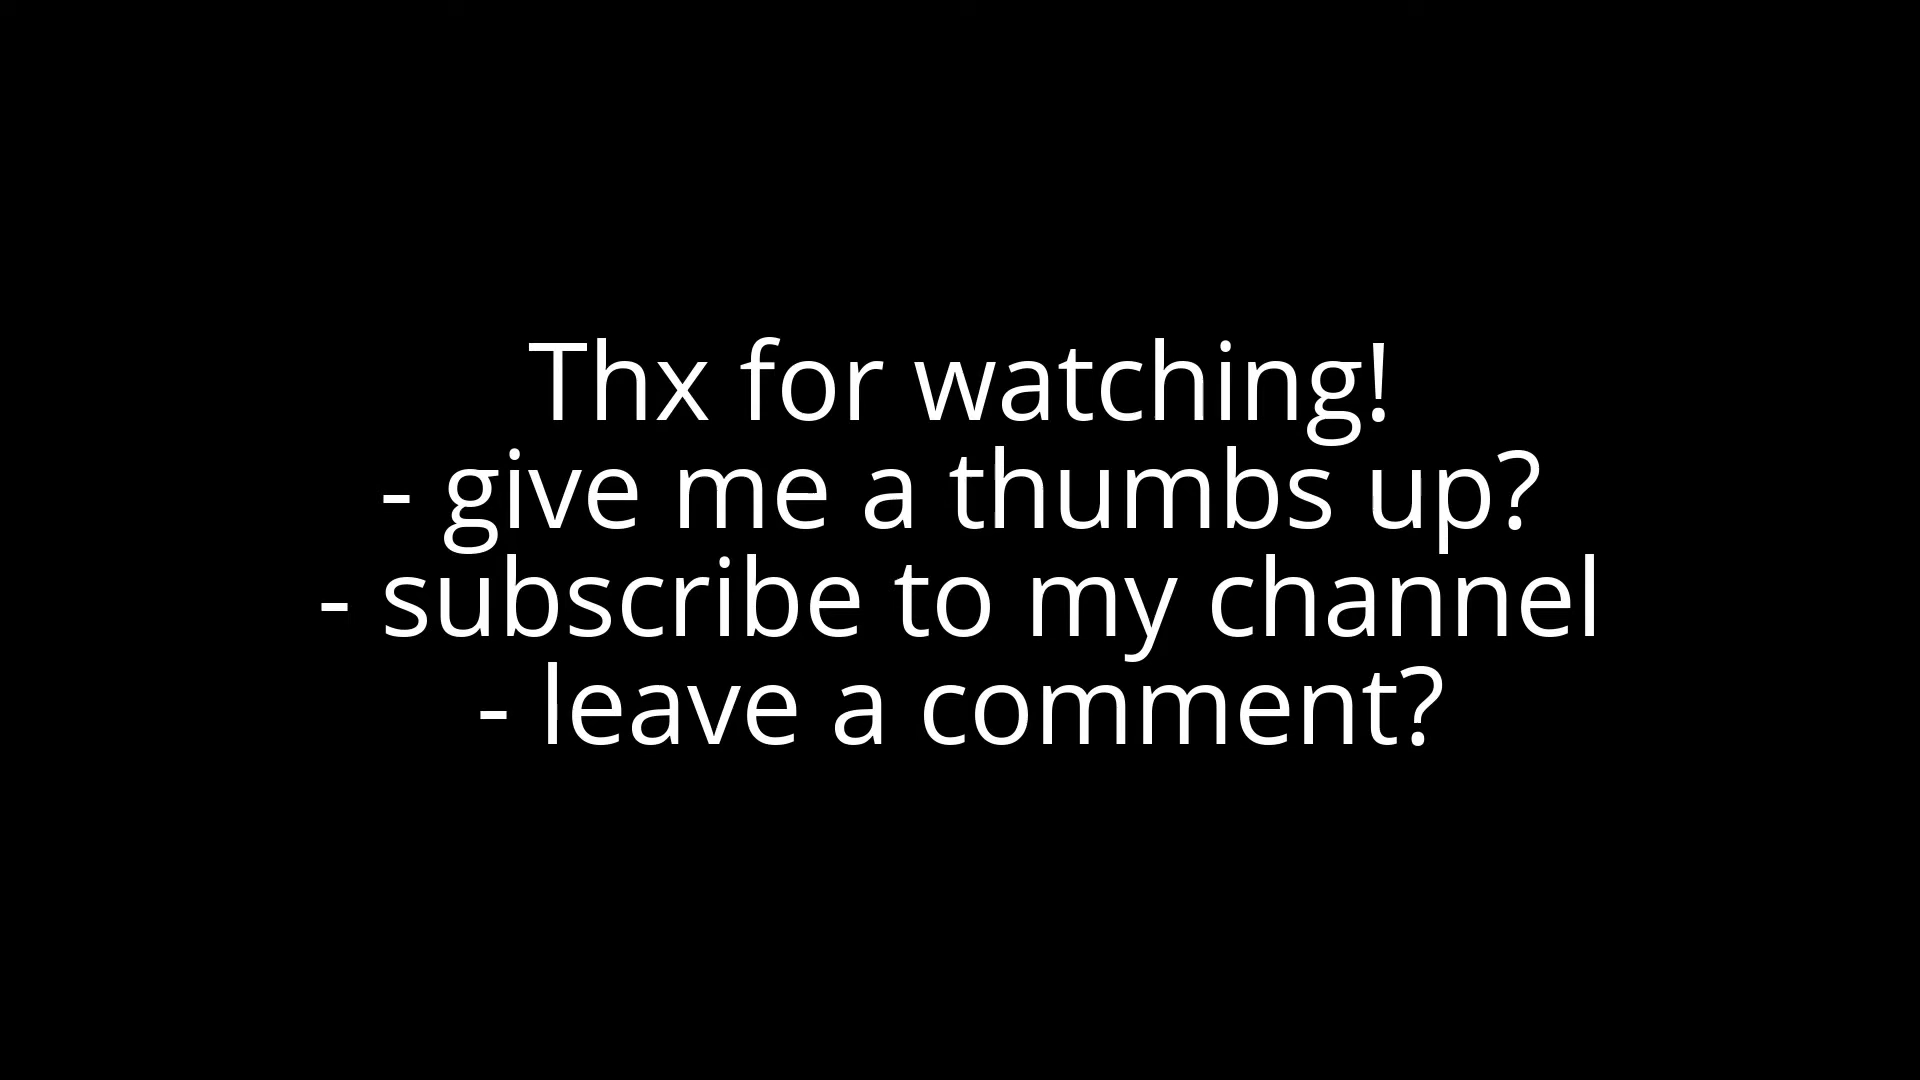 Thx for watching!
- give me a thumbs up?
- subscribe to my channel
- leave a comment?